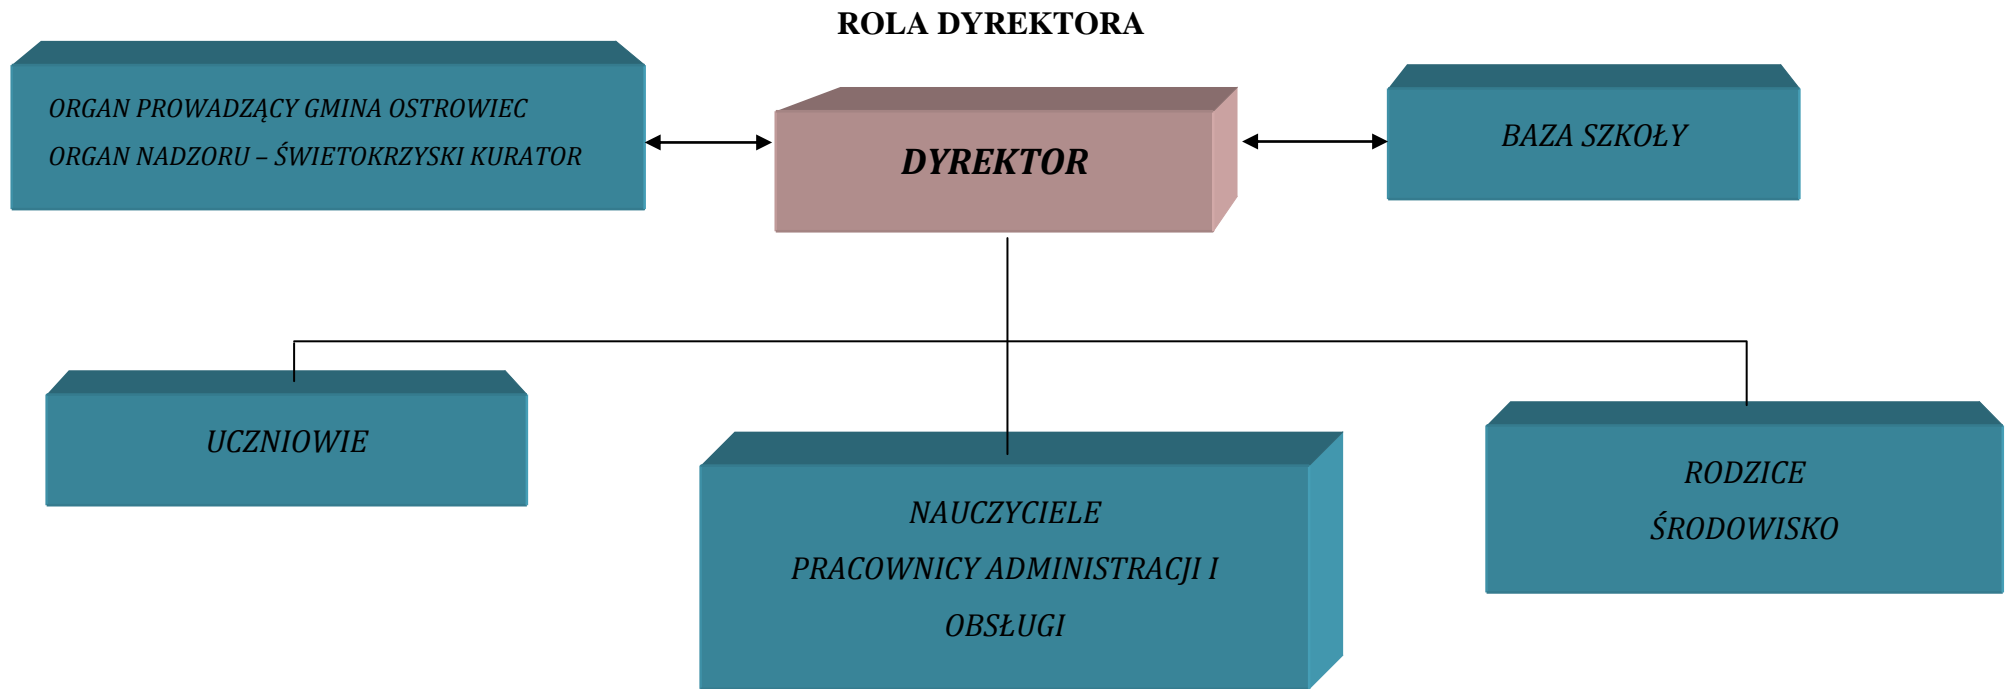 ROLA DYREKTORA
ORGAN PROWADZĄCY GMINA OSTROWIEC
ORGAN NADZORU – ŚWIETOKRZYSKI KURATOR
DYREKTOR
BAZA SZKOŁY
UCZNIOWIE
NAUCZYCIELE
PRACOWNICY ADMINISTRACJI I
OBSŁUGI
RODZICE
ŚRODOWISKO